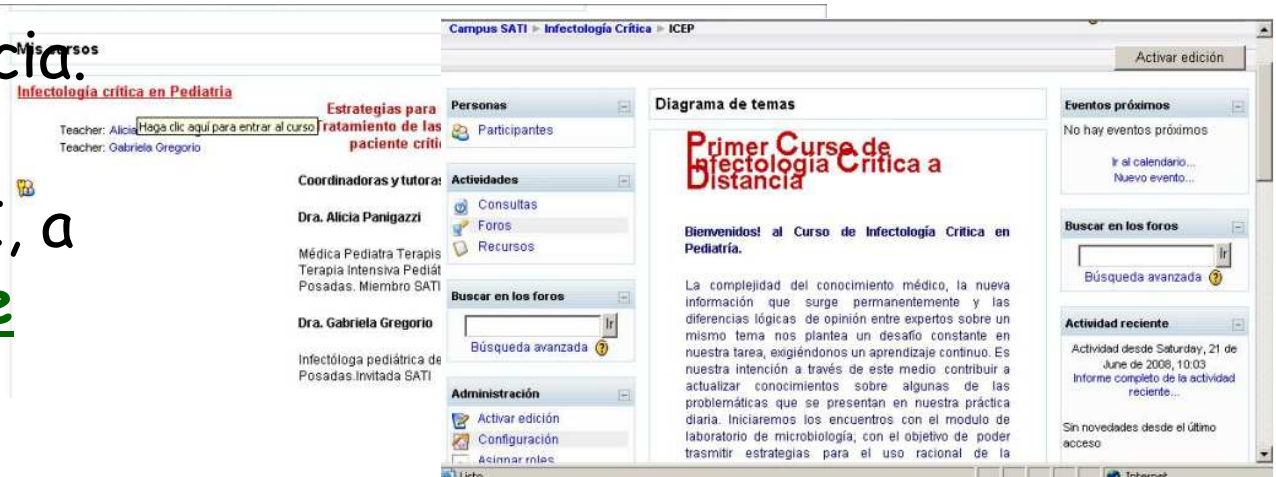 cia.
Mis cursos
Infectología crítica en Pediatria
Teacher: Alicia
Haga clic aquí para entrar al curso
Teacher: Gabriela Gregorio
Estrategias para
Tratamiento de las
paciente críti
Coordinadoras y tutoras
Dra. Alicia Panigazzi
Médica Pediatra Terapis
Terapia Intensiva Pediát
Posadas. Miembro SATI
Dra. Gabriela Gregorio
Infectóloga pediátrica de
Posadas.Invitada SATI
, a
e
Campus SATI ► Infectología Crítica ► ICEP
Activar edición
Personas
Participantes
Actividades
Consultas
Foros
Recursos
Buscar en los foros
Ir
Búsqueda avanzada
Administración
Activar edición
Configuración
Asignar roles
Diagrama de temas
Primer Curso de
Infectología Crítica a
Distancia
Bienvenidos! al Curso de Infectología Critica en
Pediatría.
La complejidad del conocimiento médico, la nueva
información que surge permanentemente y las
diferencias lógicas de opinión entre expertos sobre un
mismo tema nos plantea un desafío constante en
nuestra tarea, exigiéndonos un aprendizaje continuo. Es
nuestra intención a través de este medio contribuir a
actualizar conocimientos sobre algunas de las
problemáticas que se presentan en nuestra práctica
diaria. Iniciaremos los encuentros con el modulo de
laboratorio de microbiología; con el objetivo de poder
trasmitir estrategias para el uso racional de la
Eventos próximos
No hay eventos próximos
Ir al calendario...
Nuevo evento...
Buscar en los foros
Ir
Búsqueda avanzada
Actividad reciente
Actividad desde Saturday, 21 de
June de 2008, 10:03
Informe completo de la actividad
reciente...
Sin novedades desde el último
acceso
Listo
Internet